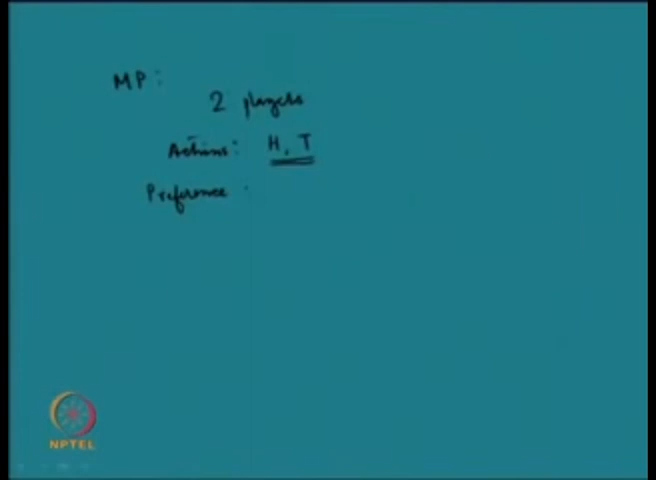 MP:
2 players
Actions: H, T
Preference :
NPTEL